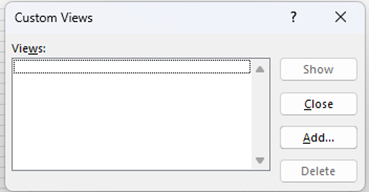 Custom Views ?
Views:
Show
Close
Add...
Delete